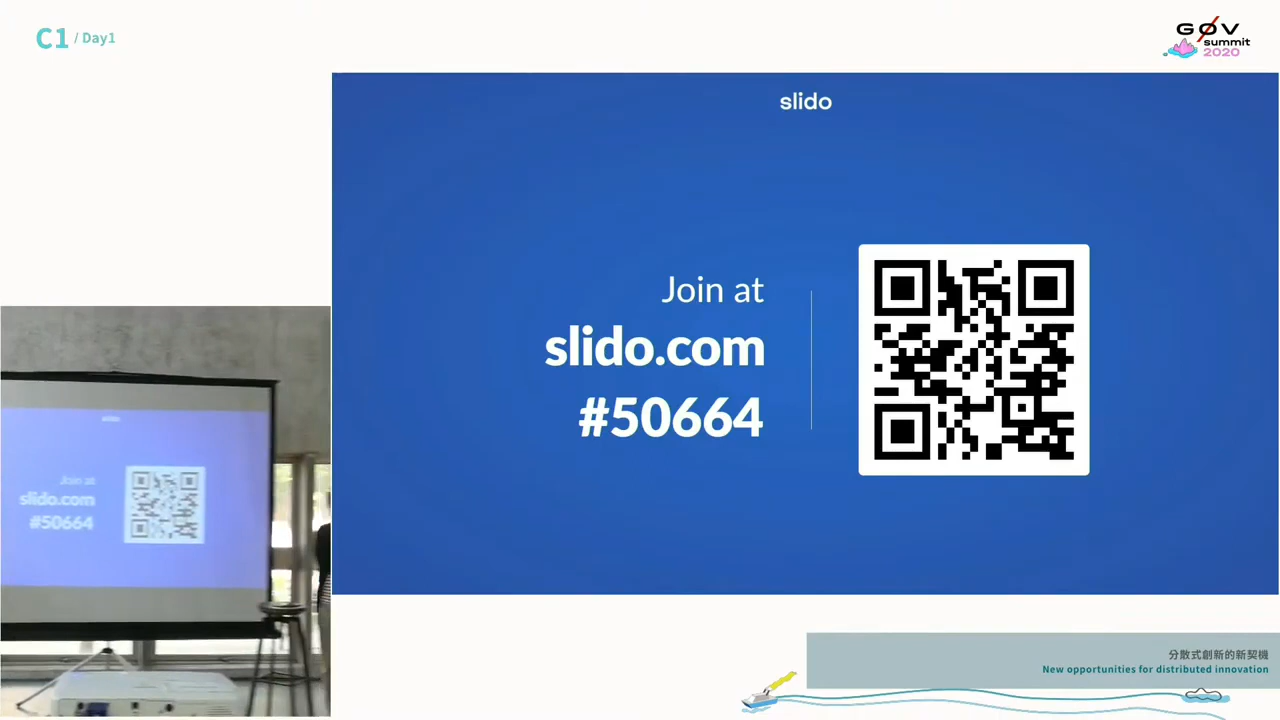 C1 / Day1
GØV
summit
2020
slido
Join at
slido.com
#50664
slido
Join at
slido.com
#50664
分散式創新的新契機
New opportunities for distributed innovation